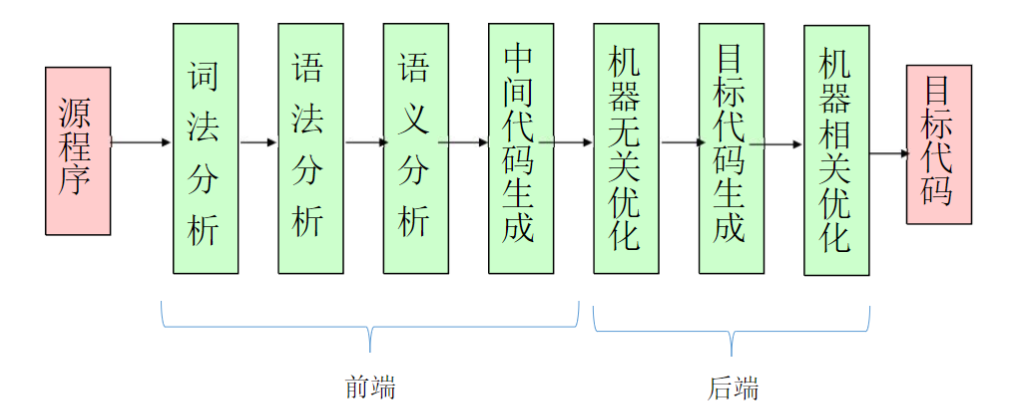 源程序
词法分析
语法分析
语义分析
中间代码生成
机器无关优化
目标代码生成
机器相关优化
目标代码
前端
后端